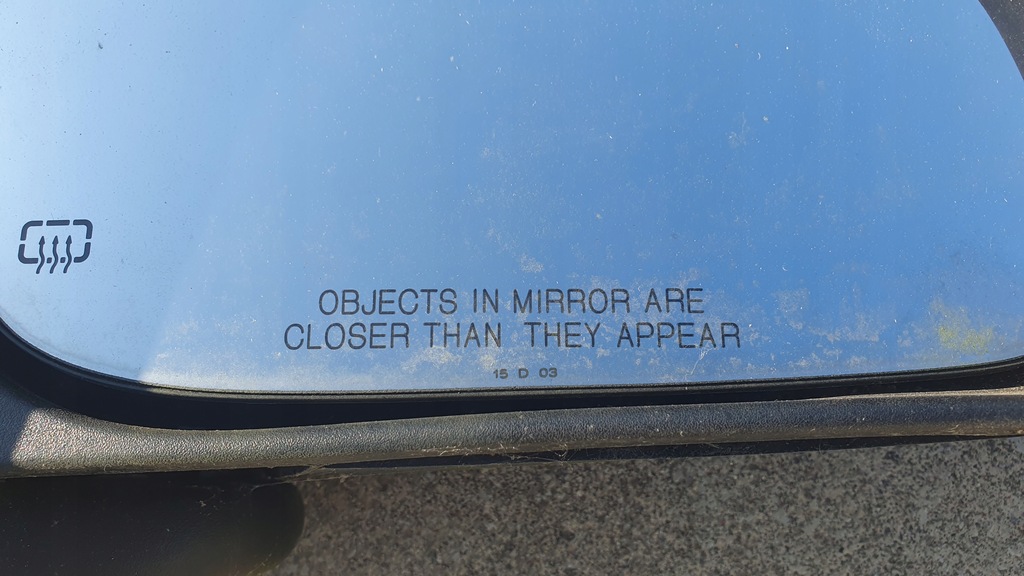 OBJECTS IN MIRROR ARE
CLOSER THAN THEY APPEAR
15 D 03